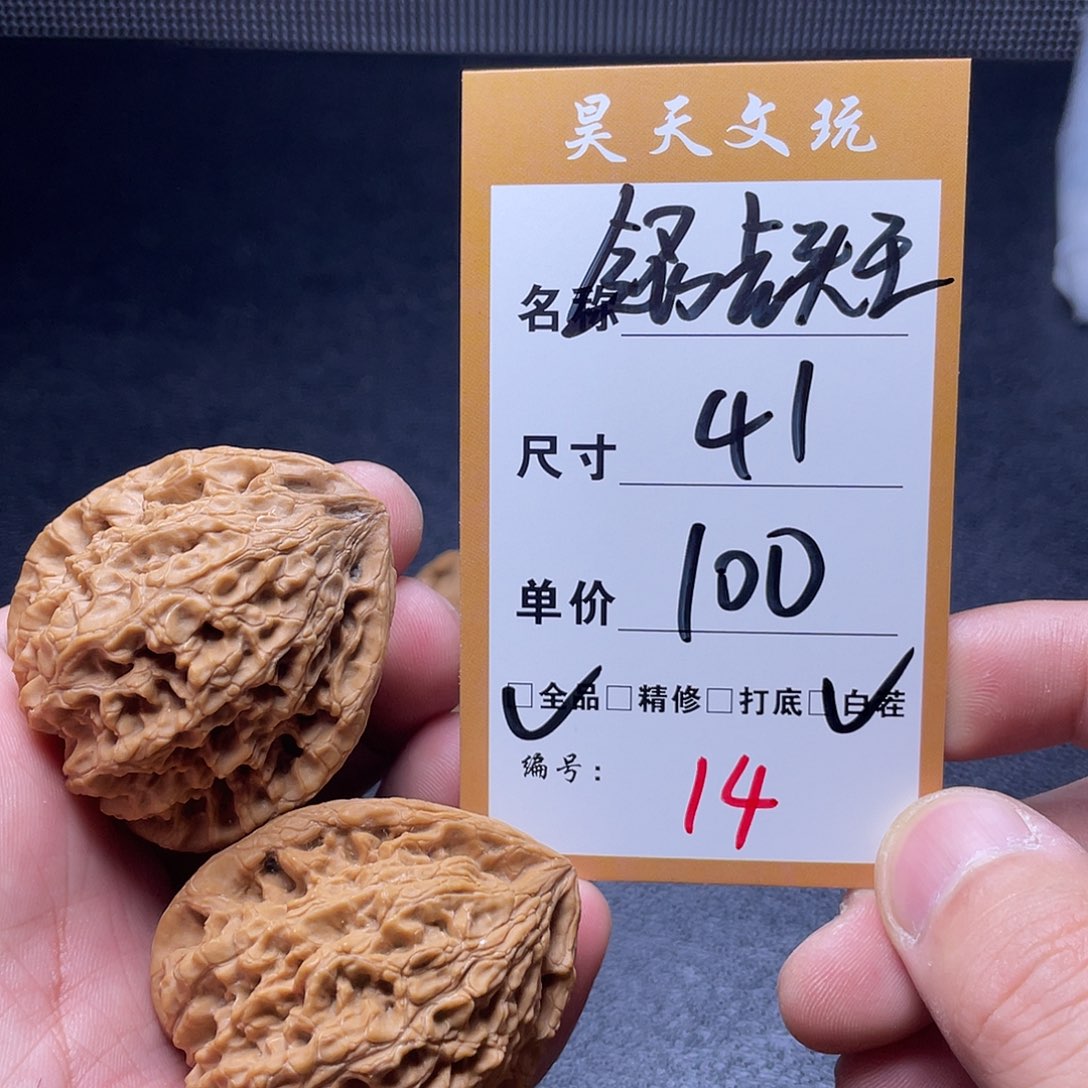 昊天文玩
名称
尺寸 41
单价 100
□全品□精修□打底□白茬
编号: 14